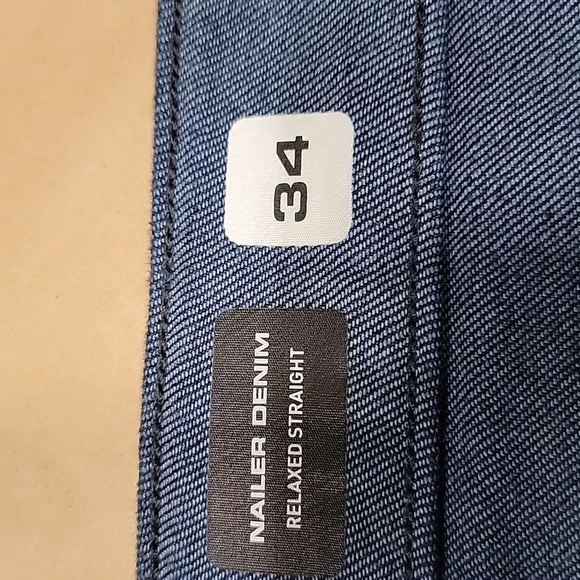 34
NAILER DENIM
RELAXED STRAIGHT